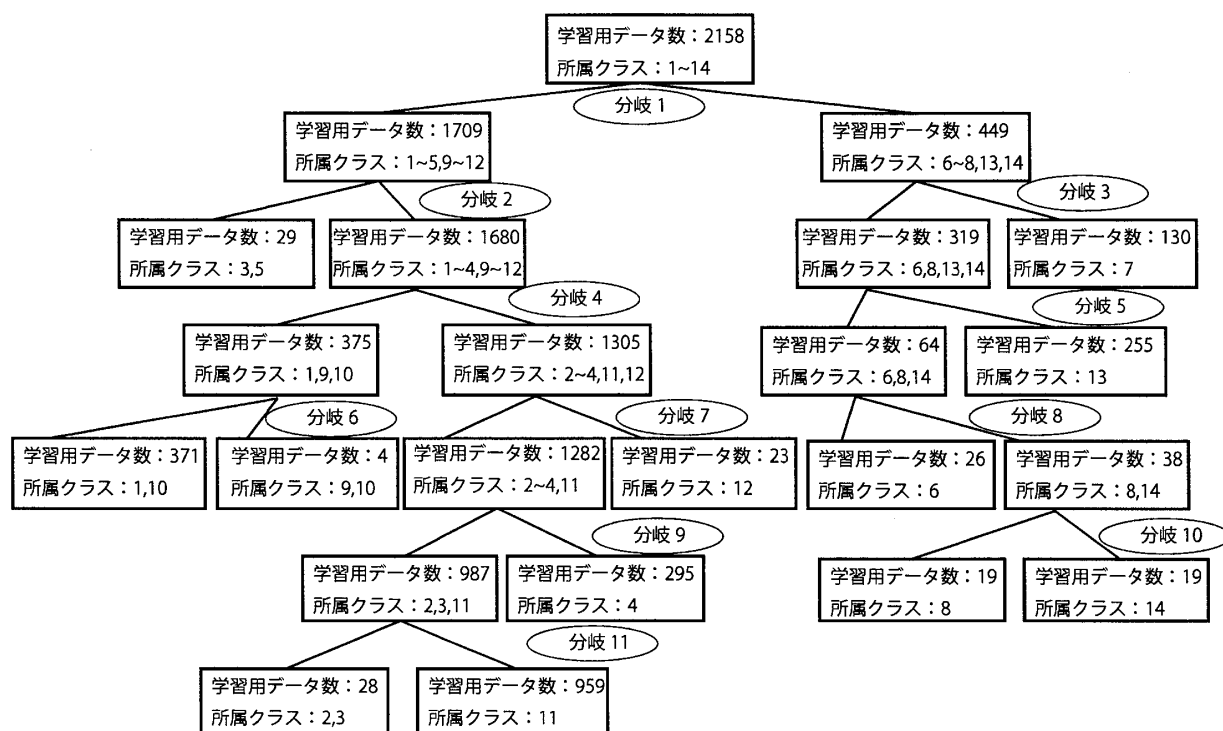 学習用データ数：2158
所属クラス：1~14
分岐 1
学習用データ数：1709
所属クラス：1~5,9~12
学習用データ数：449
所属クラス：6~8,13,14
分岐 2
分岐 3
学習用データ数：29
所属クラス：3,5
学習用データ数：1680
所属クラス：1~4,9~12
学習用データ数：319
所属クラス：6,8,13,14
学習用データ数：130
所属クラス：7
分岐 4
分岐 5
学習用データ数：375
所属クラス：1,9,10
学習用データ数：1305
所属クラス：2~4,11,12
学習用データ数：64
所属クラス：6,8,14
学習用データ数：255
所属クラス：13
分岐 6
分岐 7
分岐 8
学習用データ数：371
所属クラス：1,10
学習用データ数：4
所属クラス：9,10
学習用データ数：1282
所属クラス：2~4,11
学習用データ数：23
所属クラス：12
学習用データ数：26
所属クラス：6
学習用データ数：38
所属クラス：8,14
分岐 9
分岐 10
学習用データ数：987
所属クラス：2,3,11
学習用データ数：295
所属クラス：4
学習用データ数：19
所属クラス：8
学習用データ数：19
所属クラス：14
分岐 11
学習用データ数：28
所属クラス：2,3
学習用データ数：959
所属クラス：11